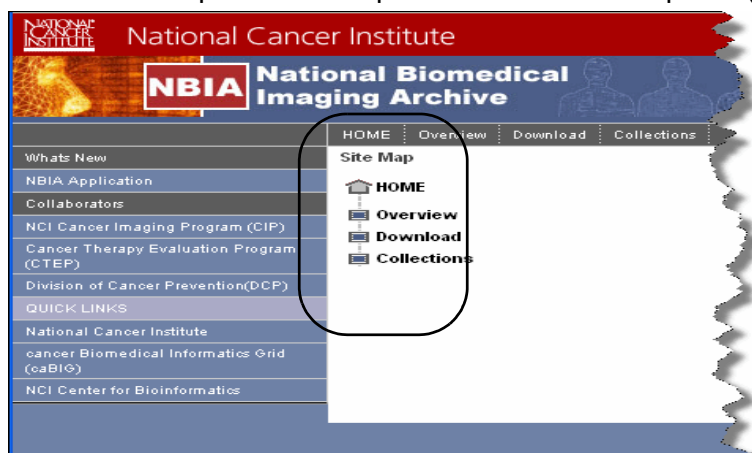 NATIONAL
CANCER
INSTITUTE
National Cancer Institute
NBIA
National Biomedical
Imaging Archive
HOME Overview Download Collections
Whats New
NBIA Application
Collaborators
NCI Cancer Imaging Program (CIP)
Cancer Therapy Evaluation Program
(CTEP)
Division of Cancer Prevention(DCP)
QUICK LINKS
National Cancer Institute
cancer Biomedical Informatics Grid
(caBIG)
NCI Center for Bioinformatics
Site Map
HOME
Overview
Download
Collections